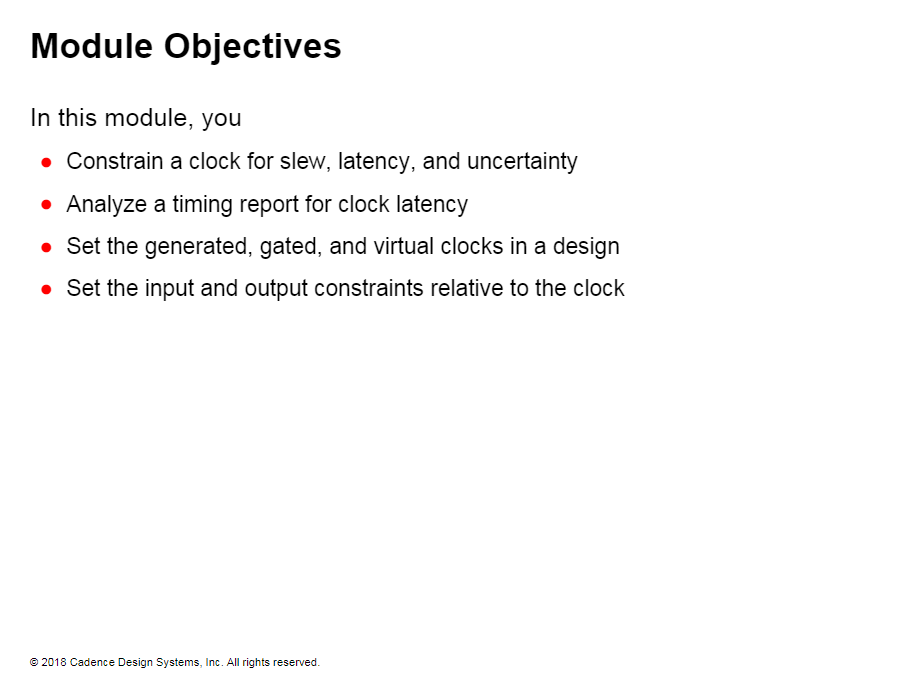 Module Objectives
In this module, you
Constrain a clock for slew, latency, and uncertainty
Analyze a timing report for clock latency
Set the generated, gated, and virtual clocks in a design
Set the input and output constraints relative to the clock
© 2018 Cadence Design Systems, Inc. All rights reserved.